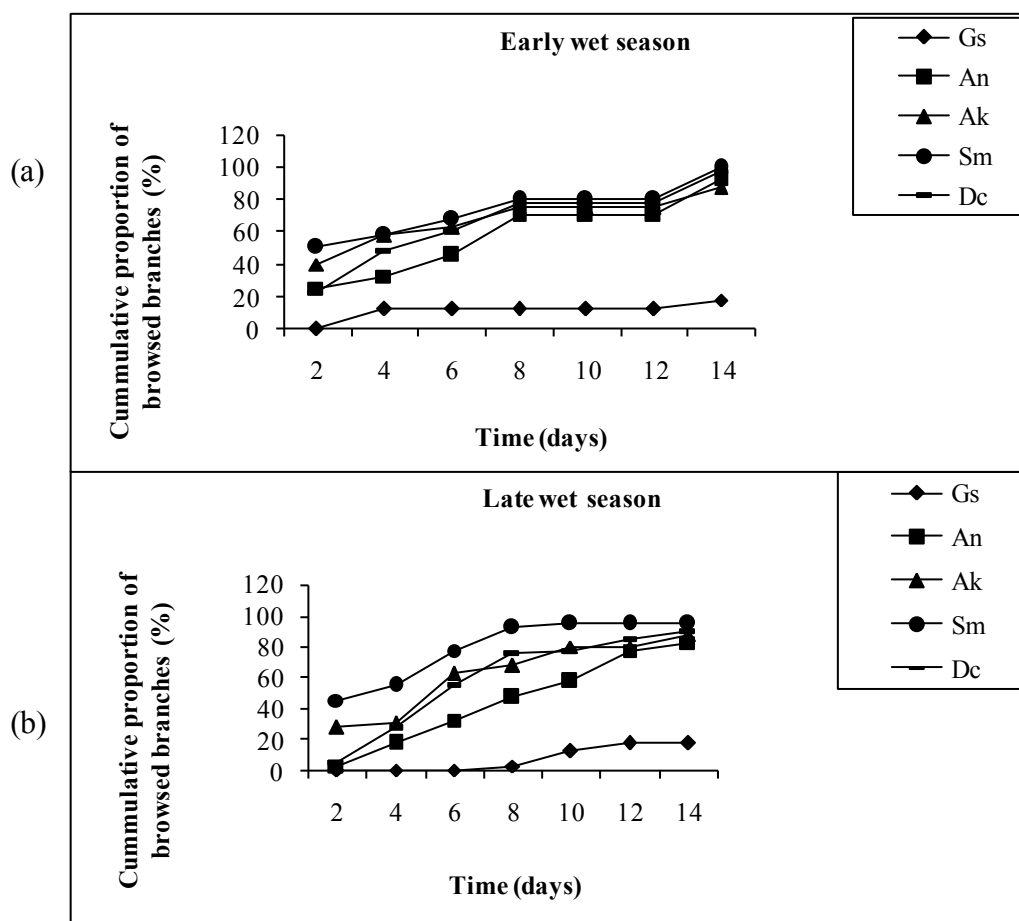 (a)
Early wet season
Gs
An
Ak
Sm
Dc
Cummulative proportion of
browsed branches (%)
120
100
80
60
40
20
0
2 4 6 8 10 12 14
Time (days)
(b)
Late wet season
Gs
An
Ak
Sm
Dc
Cummulative proportion of
browsed branches (%)
120
100
80
60
40
20
0
2 4 6 8 10 12 14
Time (days)